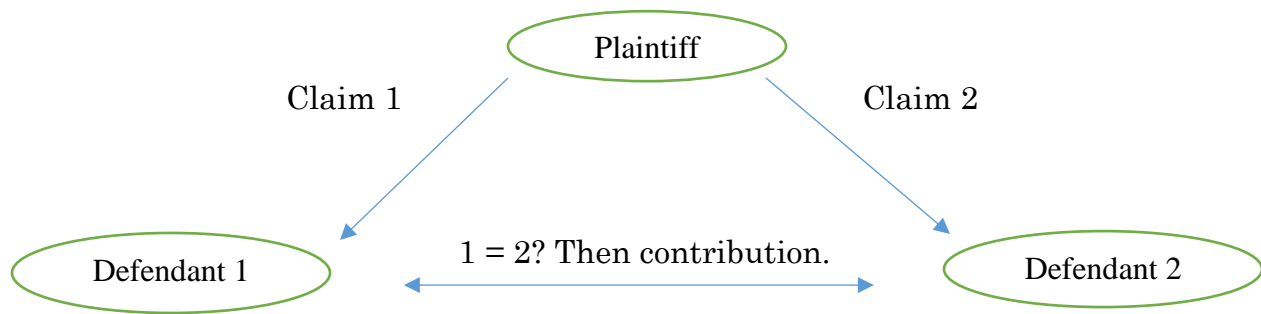 Plaintiff
Claim 1
Claim 2
1 = 2? Then contribution.
Defendant 1
Defendant 2